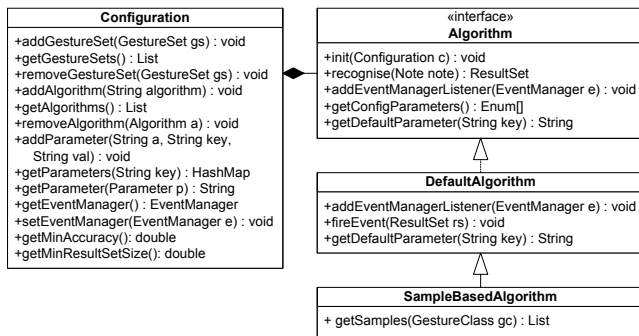 Configuration
+addGestureSet(GestureSet gs) : void
+getGestureSets() : List
+removeGestureSet(GestureSet gs) : void
+addAlgorithm(String algorithm) : void
+getAlgorithms() : List
+removeAlgorithm(Algorithm a) : void
+addParameter(String a, String key,
String val) : void
+getParameters(String key) : HashMap
+getParameter(Parameter p) : String
+getEventManager() : EventManager
+setEventManager(EventManager e) : void
+getMinAccuracy(): double
+getMinResultSetSize(): double
«interface»
Algorithm
+init(Configuration c) : void
+recognise(Note note) : ResultSet
+addEventManagerListener(EventManager e) : void
+getConfigParameters() : Enum[]
+getDefaultParameter(String key) : String
DefaultAlgorithm
+addEventManagerListener(EventManager e) : void
+fireEvent(ResultSet rs) : void
+getDefaultParameter(String key) : String
SampleBasedAlgorithm
+ getSamples(GestureClass gc) : List